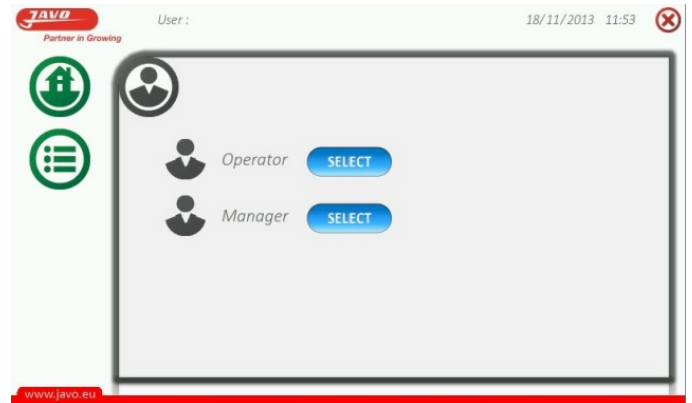 JAVO
User : 18/11/2013 11:53
Partner in Growing
Operator SELECT
Manager SELECT
www.javo.eu